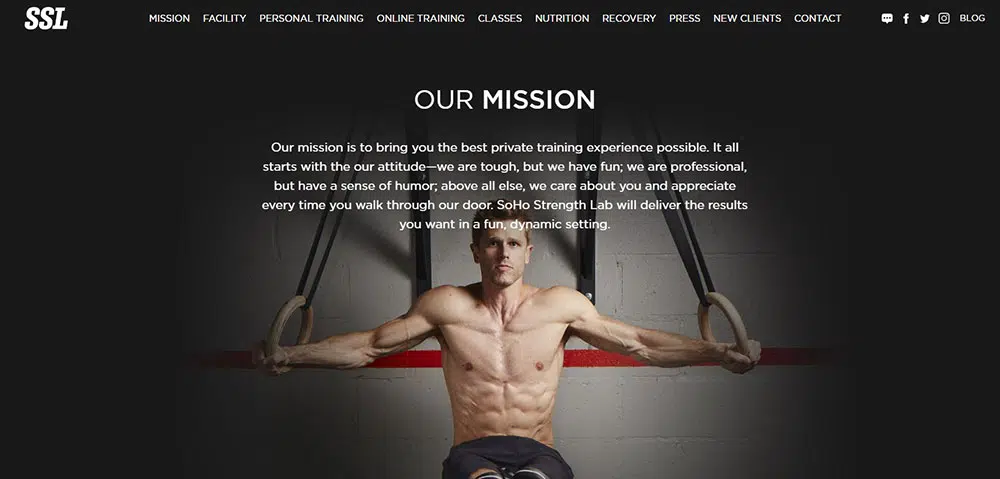 SSL
MISSION FACILITY PERSONAL TRAINING ONLINE TRAINING CLASSES NUTRITION RECOVERY PRESS NEW CLIENTS CONTACT BLOG
OUR MISSION
Our mission is to bring you the best private training experience possible. It all
starts with the our attitude—we are tough, but we have fun; we are professional,
but have a sense of humor; above all else, we care about you and appreciate
every time you walk through our door. SoHo Strength Lab will deliver the results
you want in a fun, dynamic setting.